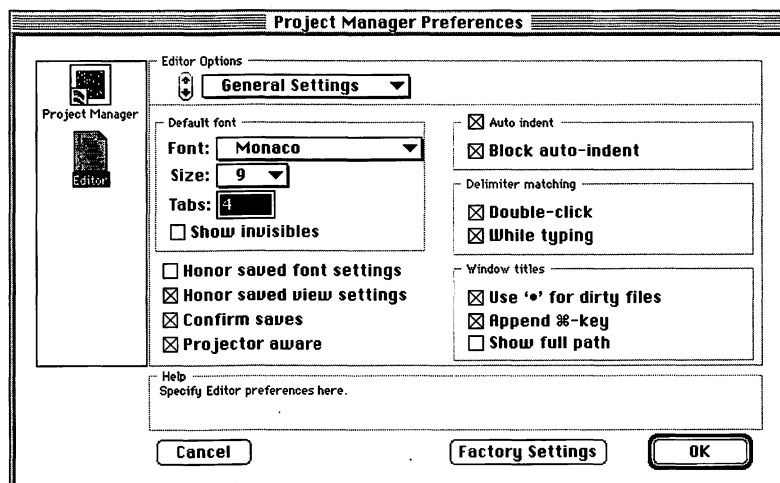 Project Manager Preferences
Project Manager
Editor
Editor Options
General Settings
Default font
Font: Monaco
Size: 9
Tabs: 4
Show invisibles
Honor saved font settings
Honor saved view settings
Confirm saves
Projector aware
Auto indent
Block auto-indent
Delimiter matching
Double-click
While typing
Window titles
Use ‘•’ for dirty files
Append ⌘-key
Show full path
Help
Specify Editor preferences here.
Cancel
Factory Settings
OK